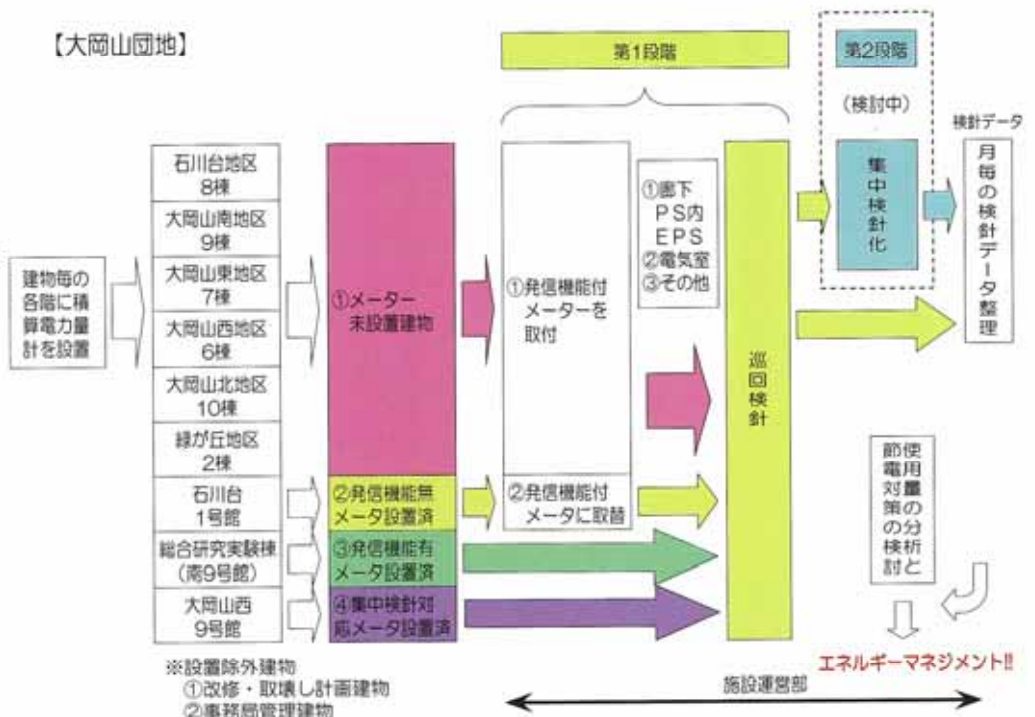 【大岡山団地】
第1段階
第2段階
(検討中)
検針データ
建物毎の
各階に積
算電力量
計を設置
石川台地区
8棟
大岡山南地区
9棟
大岡山東地区
7棟
大岡山西地区
6棟
大岡山北地区
10棟
緑が丘地区
2棟
石川台
1号館
総合研究実験棟
(南9号館)
大岡山西
9号館
①メーター
未設置建物
②発信機能無
メータ設置済
③発信機能有
メータ設置済
④集中検針対
応メータ設置済
①発信機能付
メーターを
取付
②発信機能付
メータに取替
①廊下
PS内
EPS
②電気室
③その他
巡回検針
集中検針化
月毎の検針データ整理
使用量の分析と
節電対策の検討
エネルギーマネジメント!!
施設運営部
※設置除外建物
①改修・取壊し計画建物
②事務局管理建物